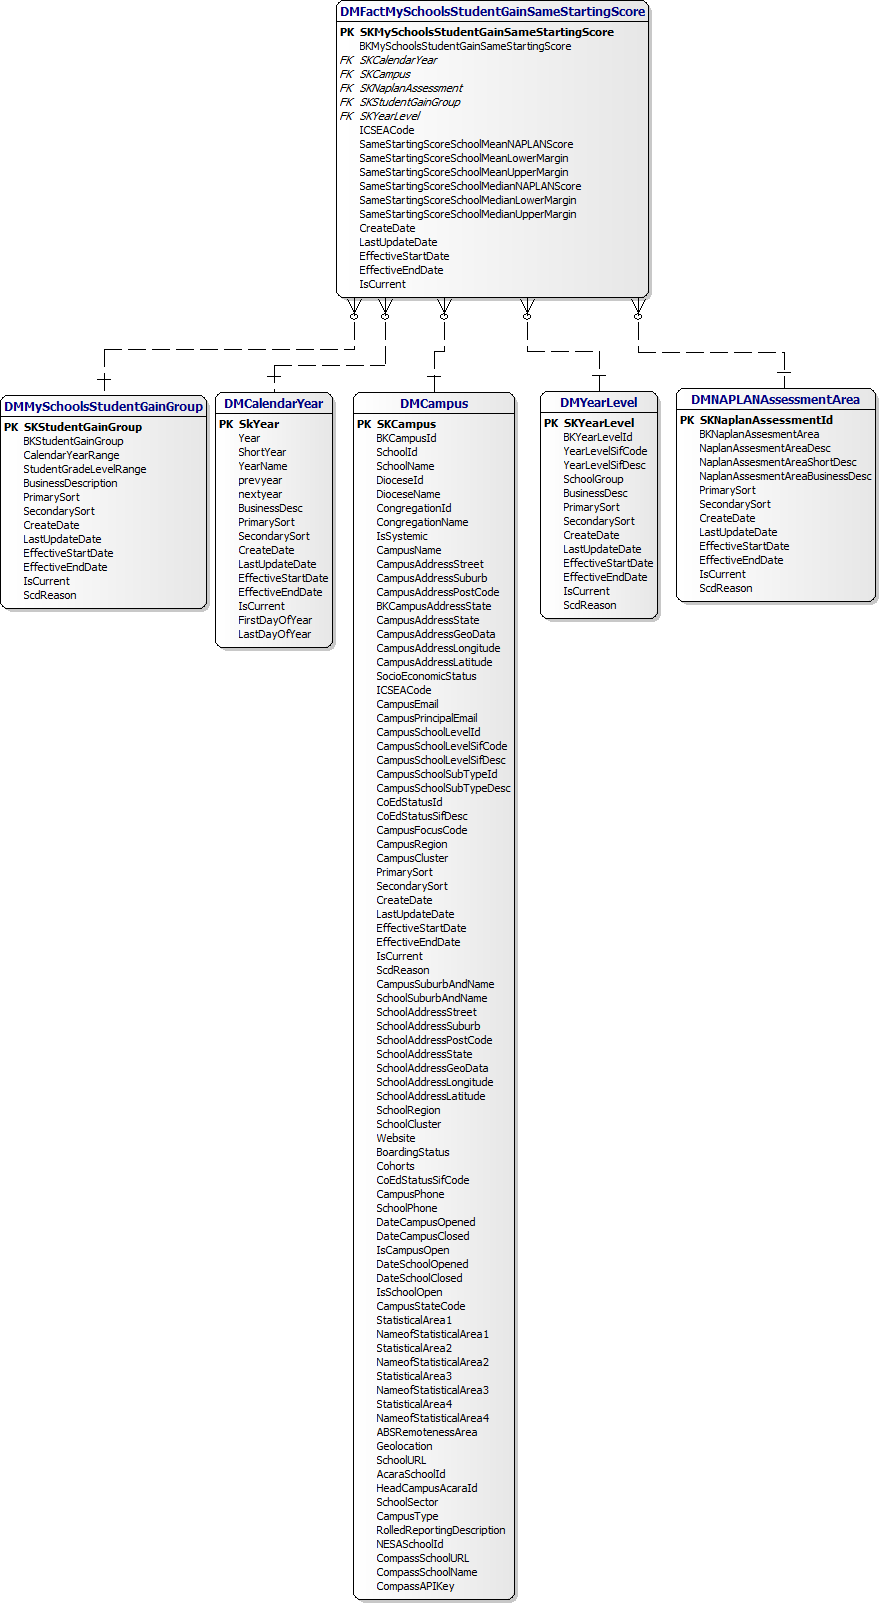 DMFactMySchoolsStudentGainSameStartingScore
PK SKMySchoolsStudentGainSameStartingScore
BKMySchoolsStudentGainSameStartingScore
FK SKCalendarYear
FK SKCampus
FK SKNaplanAssessment
FK SKStudentGainGroup
FK SKYearLevel
ICSEACode
SameStartingScoreSchoolMeanNAPLANScore
SameStartingScoreSchoolMeanLowerMargin
SameStartingScoreSchoolMeanUpperMargin
SameStartingScoreSchoolMedianNAPLANScore
SameStartingScoreSchoolMedianLowerMargin
SameStartingScoreSchoolMedianUpperMargin
CreateDate
LastUpdateDate
EffectiveStartDate
EffectiveEndDate
IsCurrent
DMMySchoolsStudentGainGroup
PK SKStudentGainGroup
BKStudentGainGroup
CalendarYearRange
StudentGradeLevelRange
BusinessDescription
PrimarySort
SecondarySort
CreateDate
LastUpdateDate
EffectiveStartDate
EffectiveEndDate
IsCurrent
ScdReason
DMCalendarYear
PK SkYear
Year
ShortYear
YearName
prevyear
nextyear
BusinessDesc
PrimarySort
SecondarySort
CreateDate
LastUpdateDate
EffectiveStartDate
EffectiveEndDate
IsCurrent
FirstDayOfYear
LastDayOfYear
DMCampus
PK SKCampus
BKCampusId
SchoolId
SchoolName
DioceseId
DioceseName
CongregationId
CongregationName
IsSystemic
CampusName
CampusAddressStreet
CampusAddressSuburb
CampusAddressPostCode
BKCampusAddressState
CampusAddressState
CampusAddressGeoData
CampusAddressLongitude
CampusAddressLatitude
SocioEconomicStatus
ICSEACode
CampusEmail
CampusPrincipalEmail
CampusSchoolLevelId
CampusSchoolLevelSifCode
CampusSchoolLevelSifDesc
CampusSchoolSubTypeId
CampusSchoolSubTypeDesc
CoEdStatusId
CoEdStatusSifDesc
CampusFocusCode
CampusRegion
CampusCluster
PrimarySort
SecondarySort
CreateDate
LastUpdateDate
EffectiveStartDate
EffectiveEndDate
IsCurrent
ScdReason
CampusSuburbAndName
SchoolSuburbAndName
SchoolAddressStreet
SchoolAddressSuburb
SchoolAddressPostCode
SchoolAddressState
SchoolAddressGeoData
SchoolAddressLongitude
SchoolAddressLatitude
SchoolRegion
SchoolCluster
Website
BoardingStatus
Cohorts
CoEdStatusSifCode
CampusPhone
SchoolPhone
DateCampusOpened
DateCampusClosed
IsCampusOpen
DateSchoolOpened
DateSchoolClosed
IsSchoolOpen
CampusStateCode
StatisticalArea1
NameofStatisticalArea1
StatisticalArea2
NameofStatisticalArea2
StatisticalArea3
NameofStatisticalArea3
StatisticalArea4
NameofStatisticalArea4
ABSRemotenessArea
Geolocation
SchoolURL
AcaraSchoolId
HeadCampusAcaraId
SchoolSector
CampusType
RolledReportingDescription
NESASchoolId
CompassSchoolURL
CompassSchoolName
CompassAPIKey
DMYearLevel
PK SKYearLevel
BKYearLevelId
YearLevelSifCode
YearLevelSifDesc
SchoolGroup
BusinessDesc
PrimarySort
SecondarySort
CreateDate
LastUpdateDate
EffectiveStartDate
EffectiveEndDate
IsCurrent
ScdReason
DMNAPLANAssessmentArea
PK SKNaplanAssessmentId
BKNaplanAssesmentArea
NaplanAssesmentAreaDesc
NaplanAssesmentAreaShortDesc
NaplanAssesmentAreaBusinessDesc
PrimarySort
SecondarySort
CreateDate
LastUpdateDate
EffectiveStartDate
EffectiveEndDate
IsCurrent
ScdReason